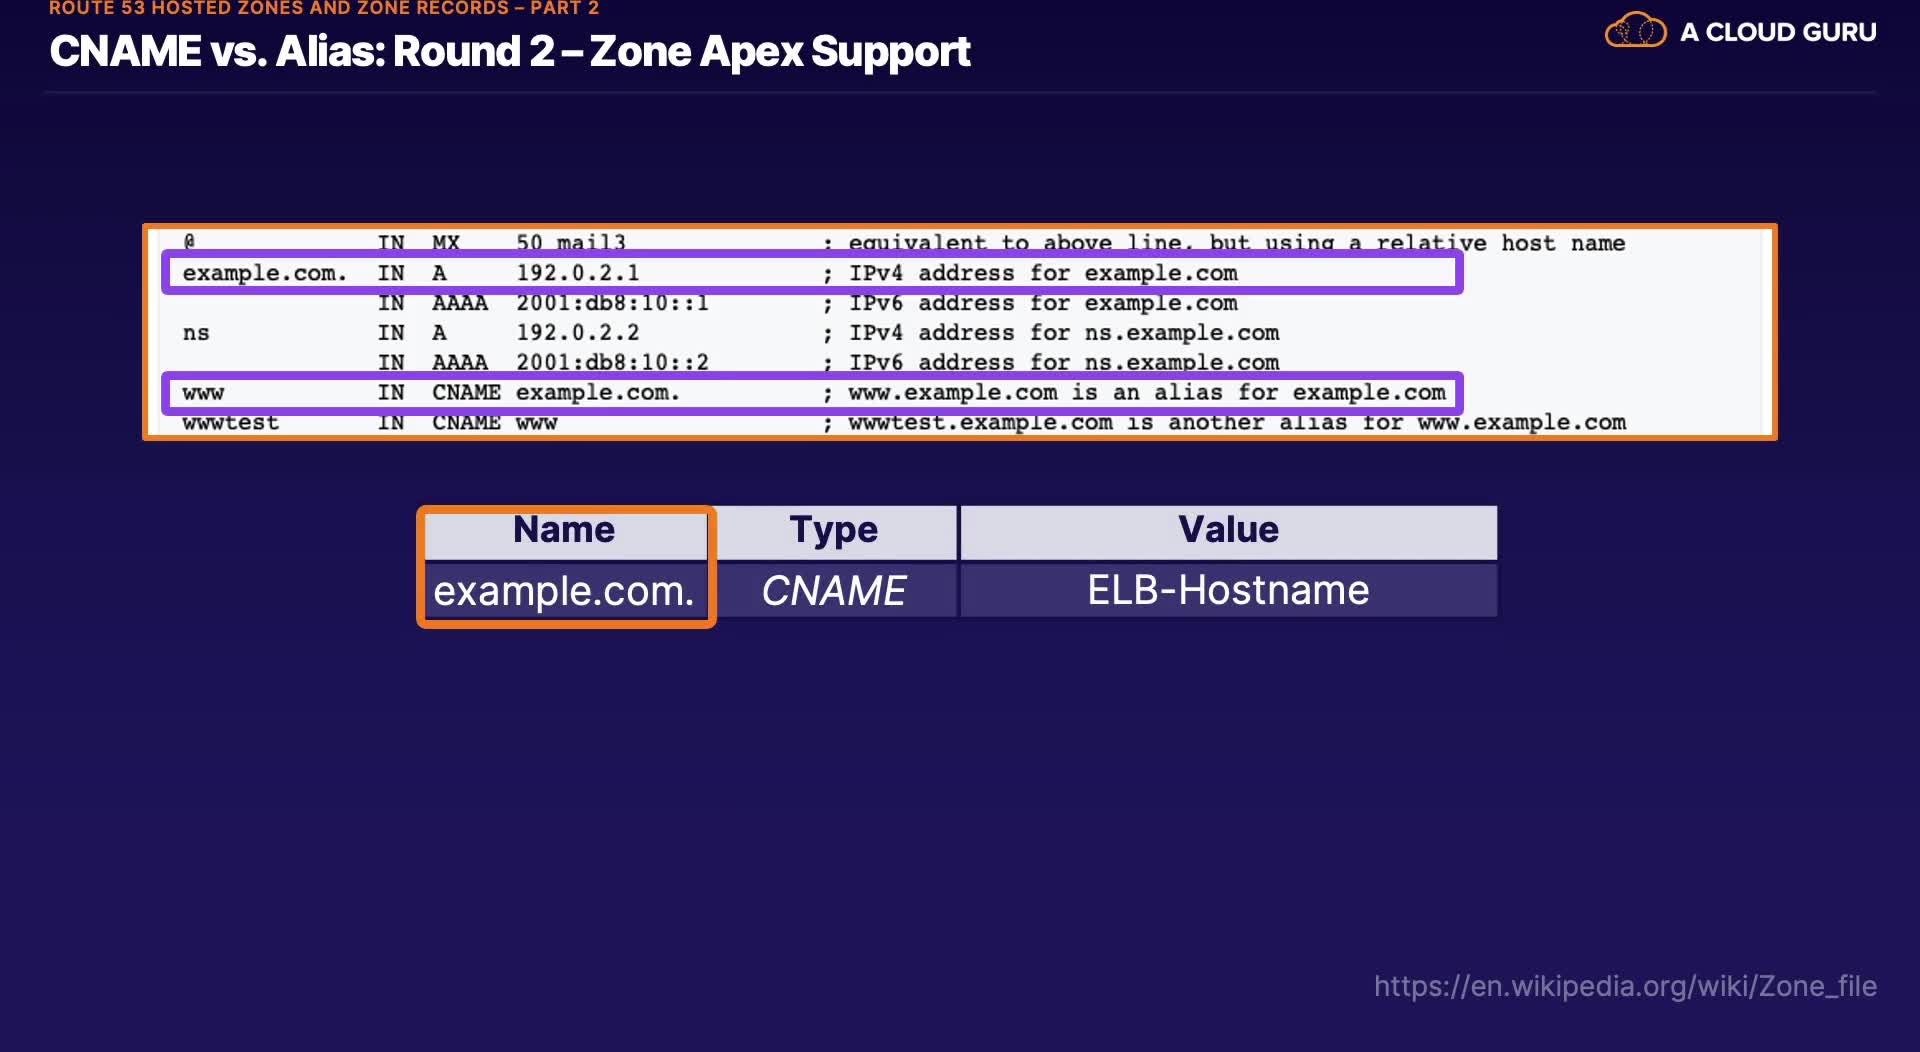 ROUTE 53 HOSTED ZONES AND ZONE RECORDS – PART 2
CNAME vs. Alias: Round 2 – Zone Apex Support
A CLOUD GURU
@ IN MX 50 mail3 ; equivalent to above line, but using a relative host name
example.com. IN A 192.0.2.1 ; IPv4 address for example.com
IN AAAA 2001:db8:10::1 ; IPv6 address for example.com
ns IN A 192.0.2.2 ; IPv4 address for ns.example.com
IN AAAA 2001:db8:10::2 ; IPv6 address for ns.example.com
www IN CNAME example.com. ; www.example.com is an alias for example.com
wwwtest IN CNAME www ; wwwtest.example.com is another alias for www.example.com
Name Type Value
example.com. CNAME ELB-Hostname
https://en.wikipedia.org/wiki/Zone_file